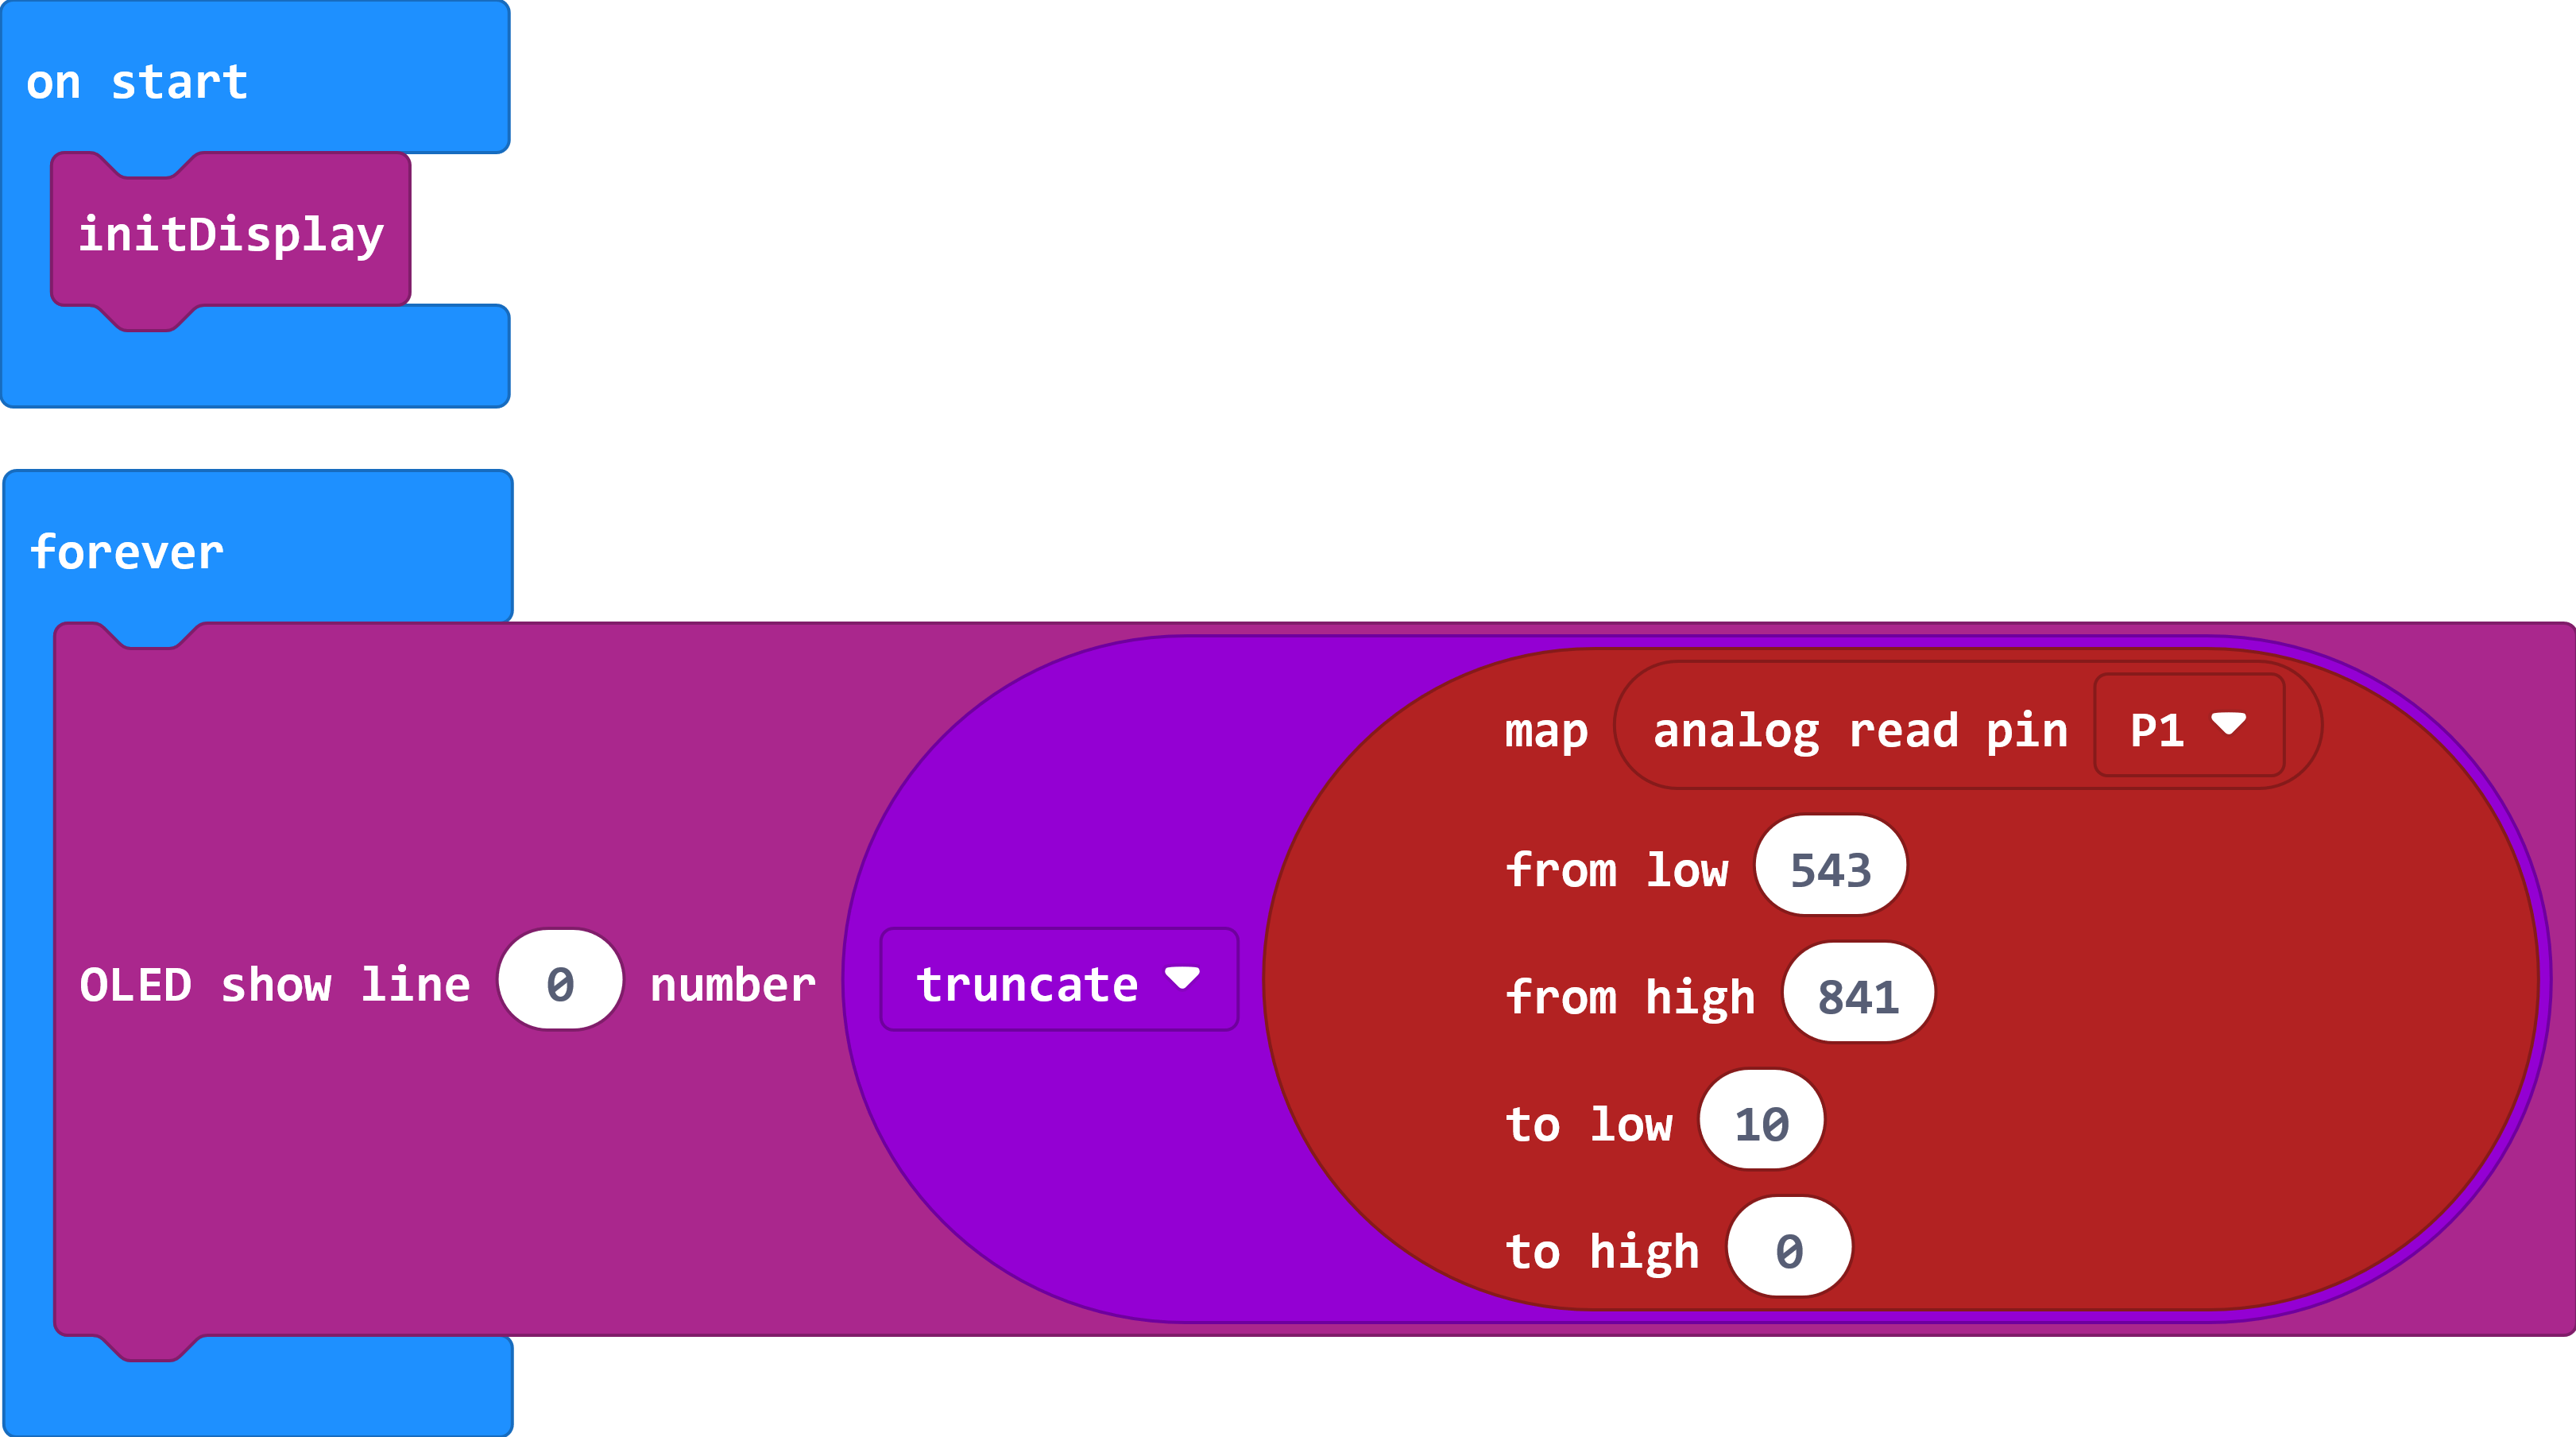 on start
initDisplay
forever
map analog read pin P1
from low 543
from high 841
OLED show line 0 number truncate
to low 10
to high 0